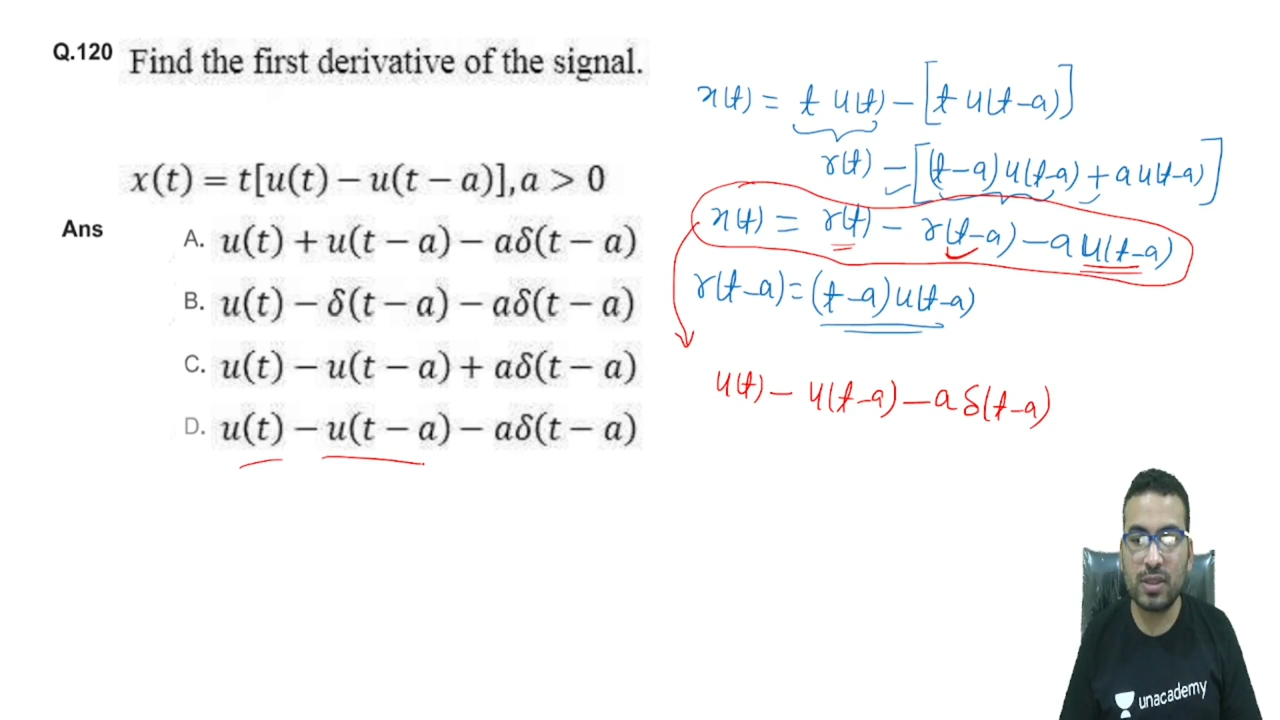 Q.120 Find the first derivative of the signal.
x(t) = t[u(t) − u(t − a)], a > 0
Ans
A. u(t) + u(t − a) − aδ(t − a)
B. u(t) − δ(t − a) − aδ(t − a)
C. u(t) − u(t − a) + aδ(t − a)
D. u(t) − u(t − a) − aδ(t − a)
x(t) = t u(t) − [t u(t−a)]
r(t) − [(t−a)u(t−a) + a u(t−a)]
x(t) = r(t) − r(t−a) − a u(t−a)
r(t−a) = (t−a)u(t−a)
u(t) − u(t−a) − a δ(t−a)
unacademy